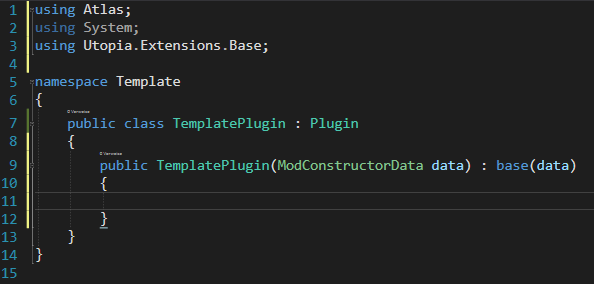 1 using Atlas;
2 using System;
3 using Utopia.Extensions.Base;
4
5 namespace Template
6 {
0 Verweise
7 public class TemplatePlugin : Plugin
8 {
0 Verweise
9 public TemplatePlugin(ModConstructorData data) : base(data)
10 {
11
12 }
13 }
14 }
15